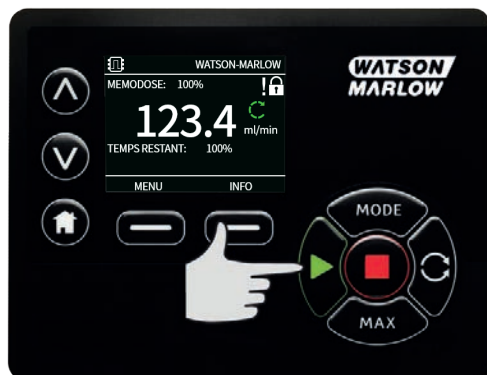 WATSON-MARLOW
MEMODOSE: 100%
!
123.4 ml/min
TEMPS RESTANT: 100%
MENU INFO
WATSON
MARLOW
MODE
MAX